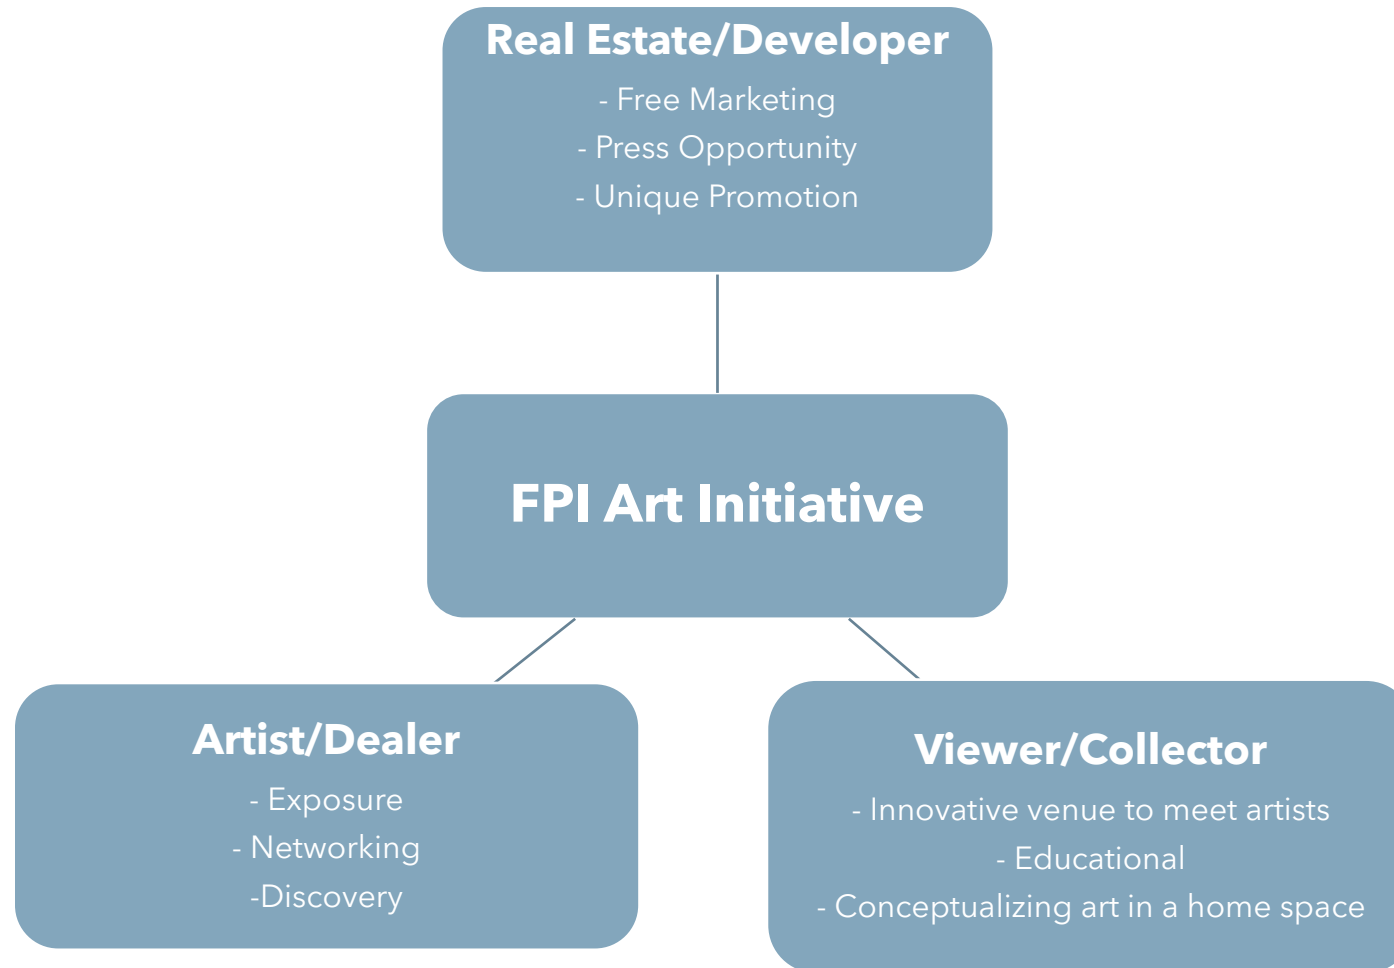 Real Estate/Developer
- Free Marketing
- Press Opportunity
- Unique Promotion
FPI Art Initiative
Artist/Dealer
- Exposure
- Networking
-Discovery
Viewer/Collector
- Innovative venue to meet artists
- Educational
- Conceptualizing art in a home space